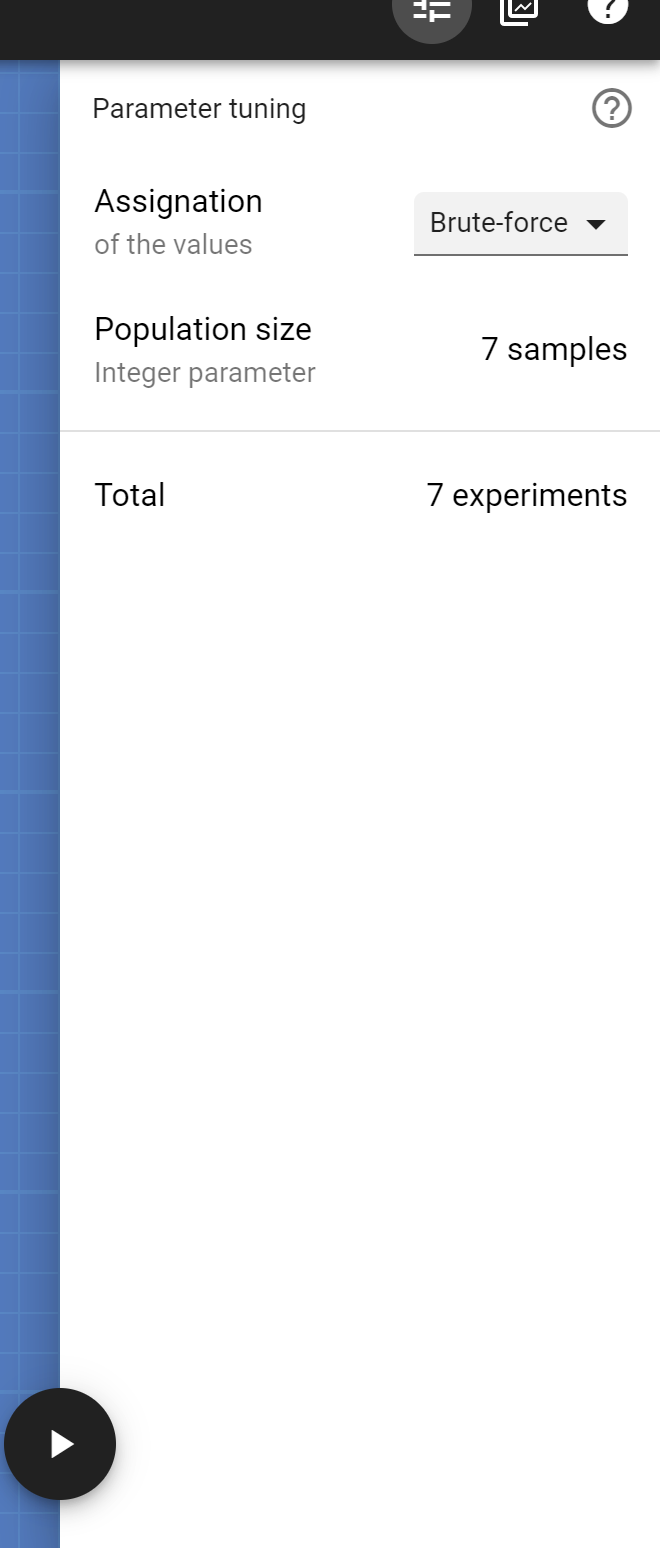 Parameter tuning
Assignation
of the values
Brute-force
Population size
Integer parameter
7 samples
Total
7 experiments